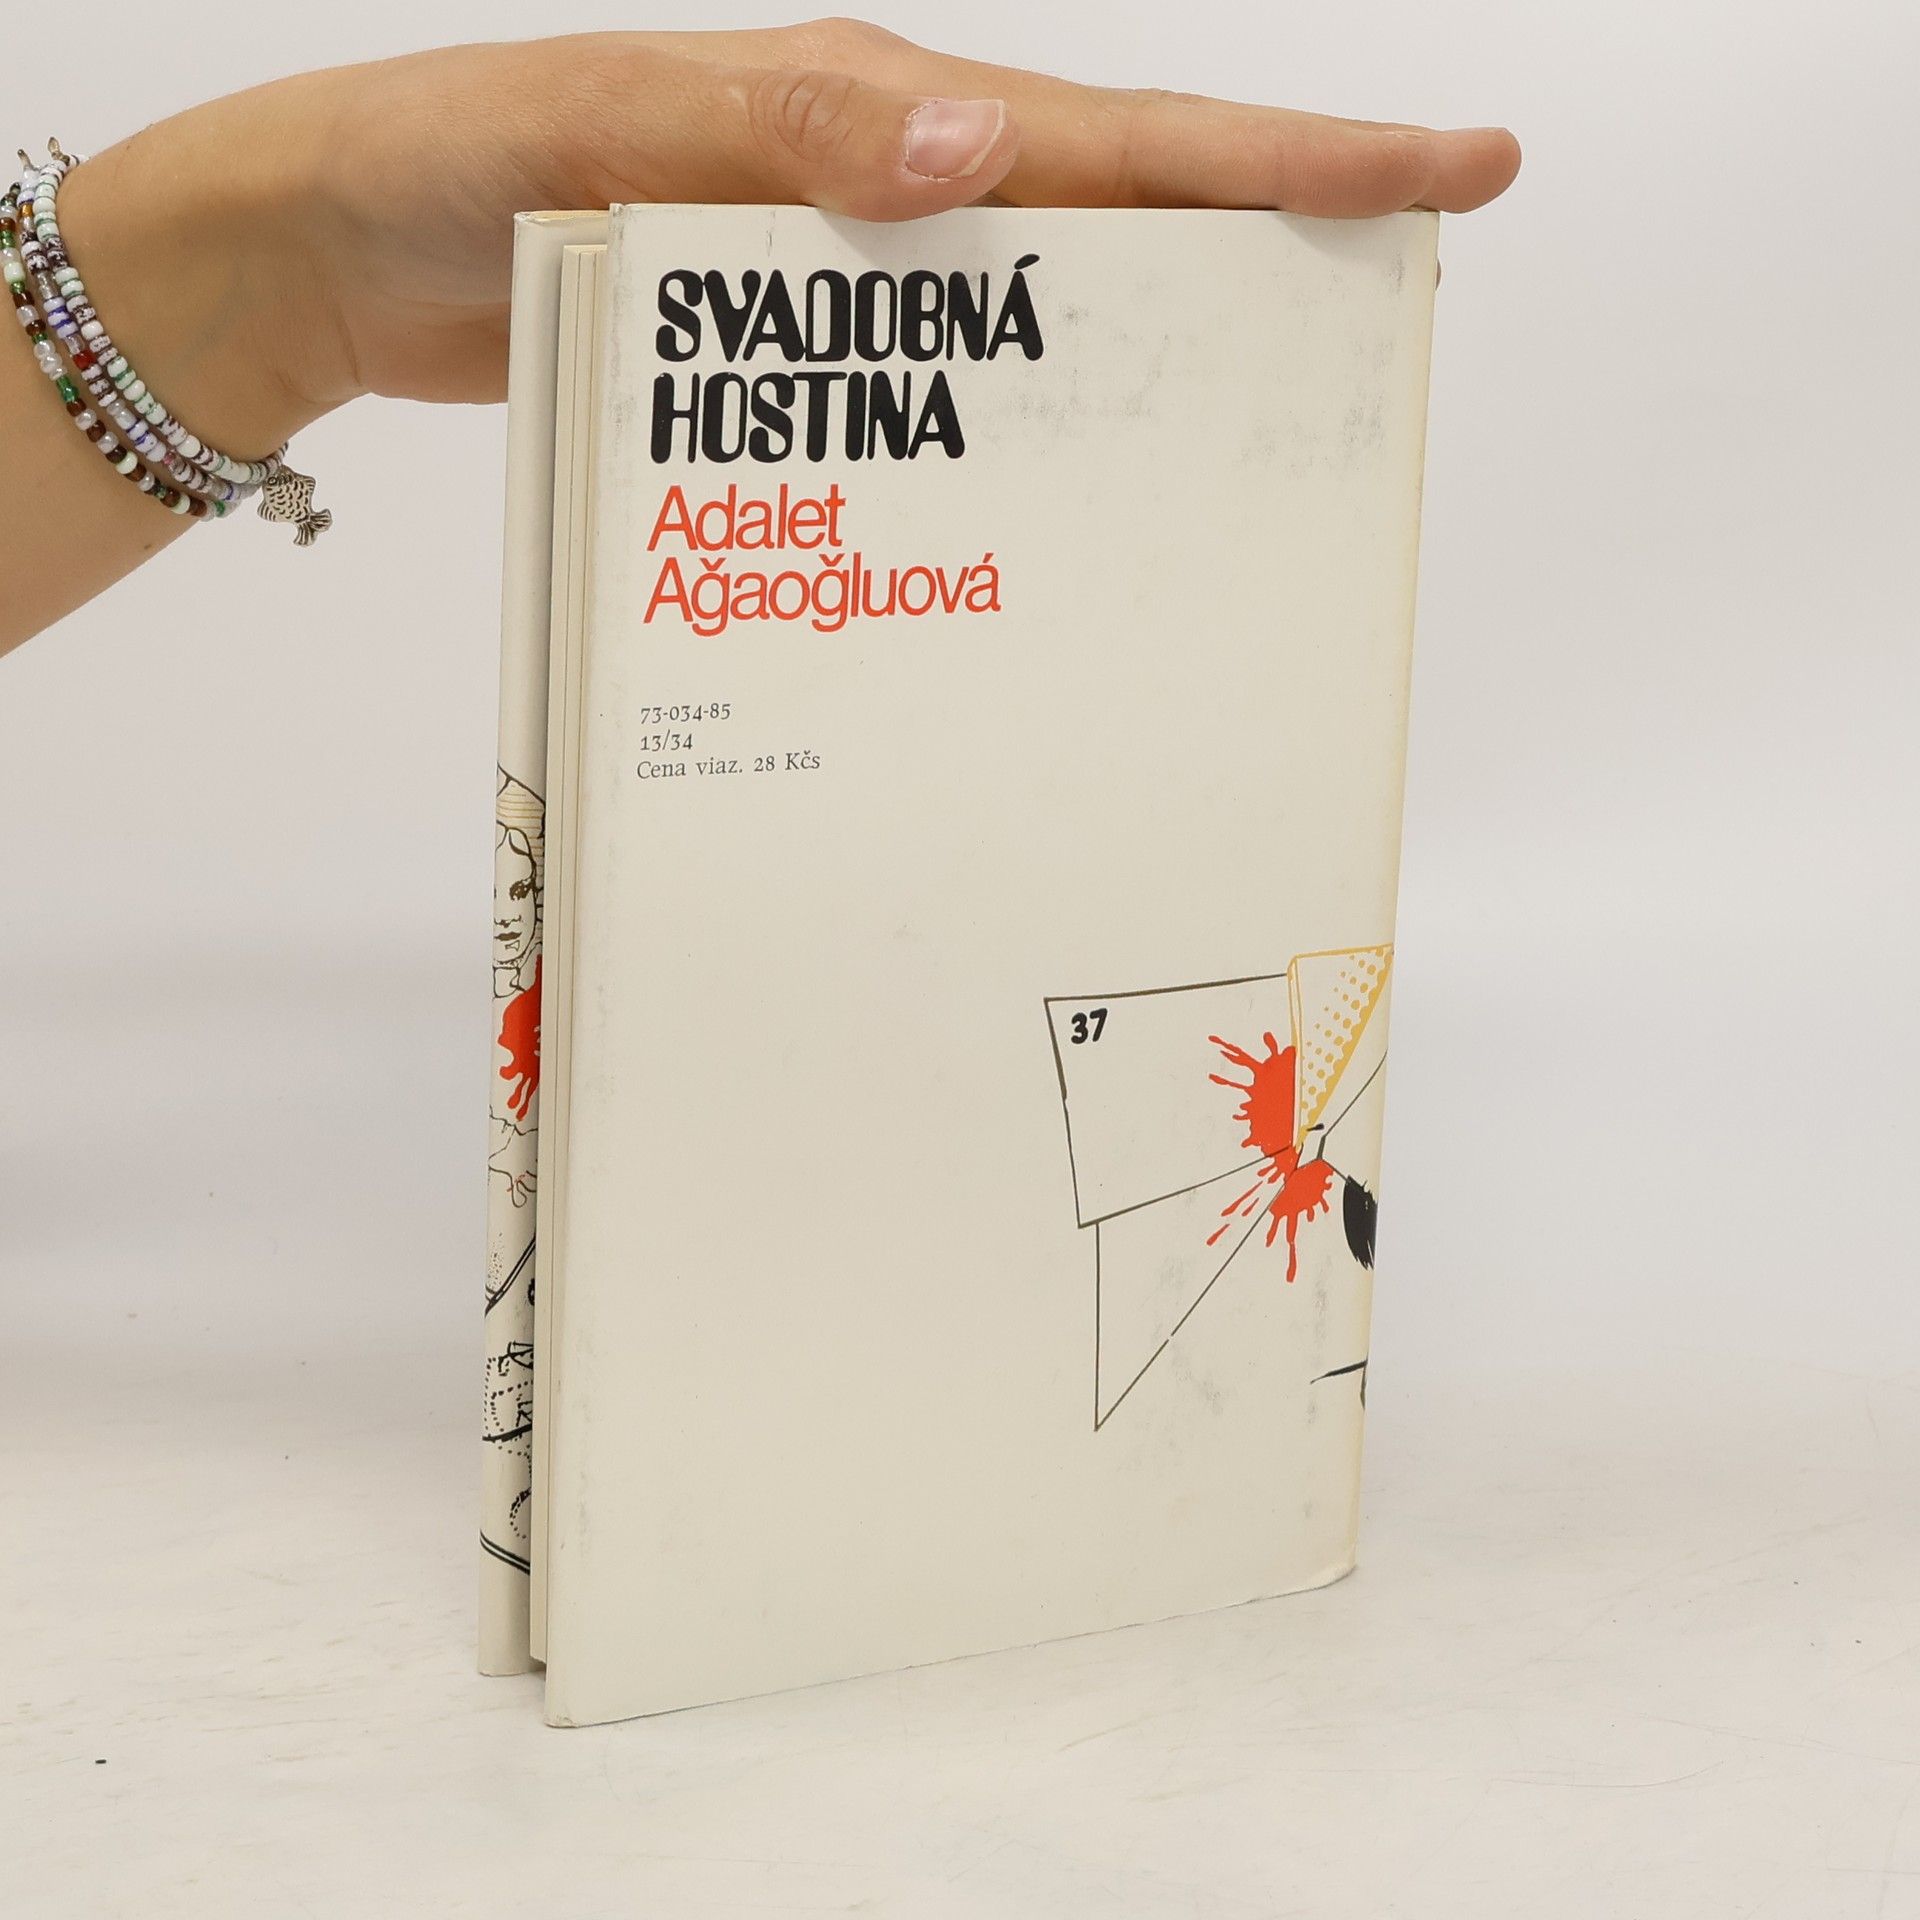 SVADOBNÁ
HOSTINA
Adalet
Ağaoğluová
73-034-85
13/34
Cena viaz. 28 Kčs
37